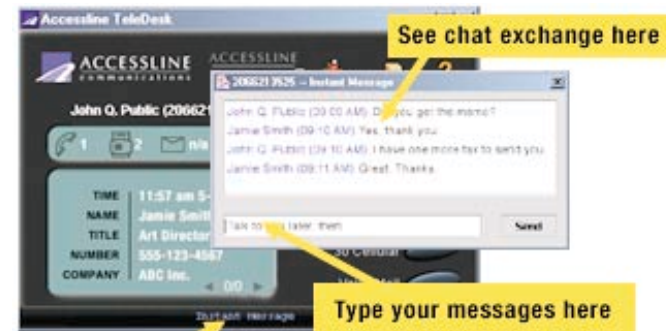 Accessline TeleDesk
See chat exchange here
ACCESSLINE
communications
ACCESSLINE
2066213525 -- Instant Message
John Q. Public (20662
John Q. Public (09:09 AM) Did you get the memo?
Jamie Smith (09:10 AM) Yes, thank you.
John Q. Public (09:10 AM) I have one more fax to send you.
Jamie Smith (09:11 AM) Great. Thanks.
1
2
n/a
Talk to you later, then.
Send
TIME 11:57 am 5-
NAME Jamie Smith
TITLE Art Director
NUMBER 555-123-4567
COMPANY ABC Inc.
0/0
Cellular
Type your messages here
Instant Message